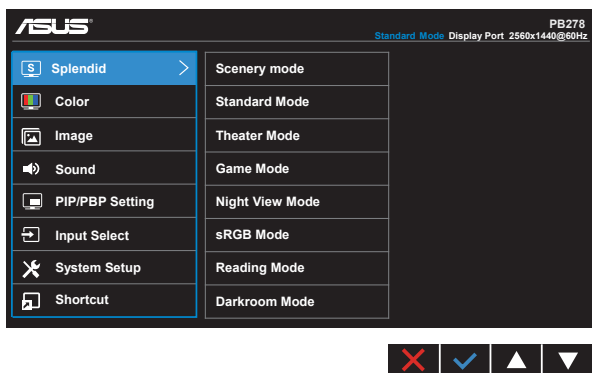 ASUS
PB278
Standard Mode Display Port 2560x1440@60Hz
S Splendid
Color
Image
Sound
PIP/PBP Setting
Input Select
System Setup
Shortcut
Scenery mode
Standard Mode
Theater Mode
Game Mode
Night View Mode
sRGB Mode
Reading Mode
Darkroom Mode